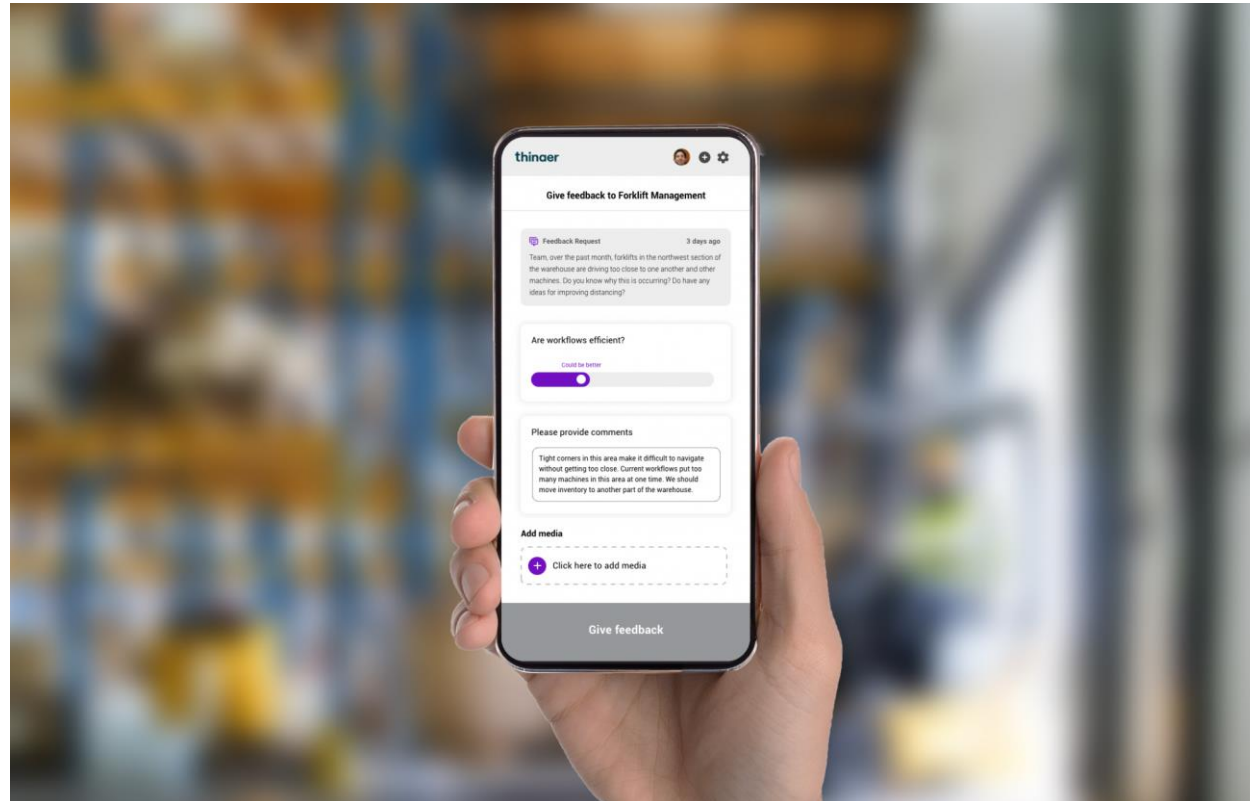 thinaer
Give feedback to Forklift Management
Feedback Request 3 days ago
Team, over the past month, forklifts in the northwest section of
the warehouse are driving too close to one another and other
machines. Do you know why this is occurring? Do have any
ideas for improving distancing?
Are workflows efficient?
Could be better
Please provide comments
Tight corners in this area make it difficult to navigate
without getting too close. Current workflows put too
many machines in this area at one time. We should
move inventory to another part of the warehouse.
Add media
Click here to add media
Give feedback